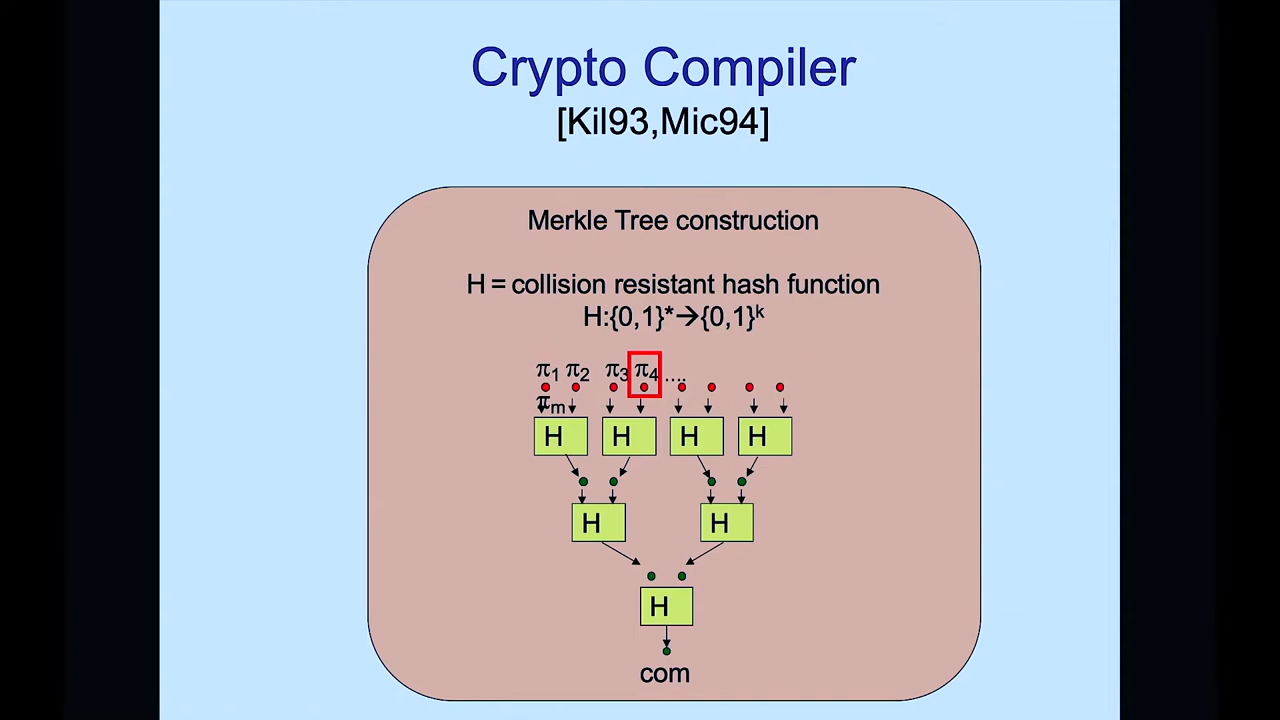 Crypto Compiler
[Kil93,Mic94]
Merkle Tree construction
H = collision resistant hash function
H:{0,1}*→{0,1}ᵏ
π₁ π₂ π₃ π₄ ....
πₘ
H H H H
H H
H
com